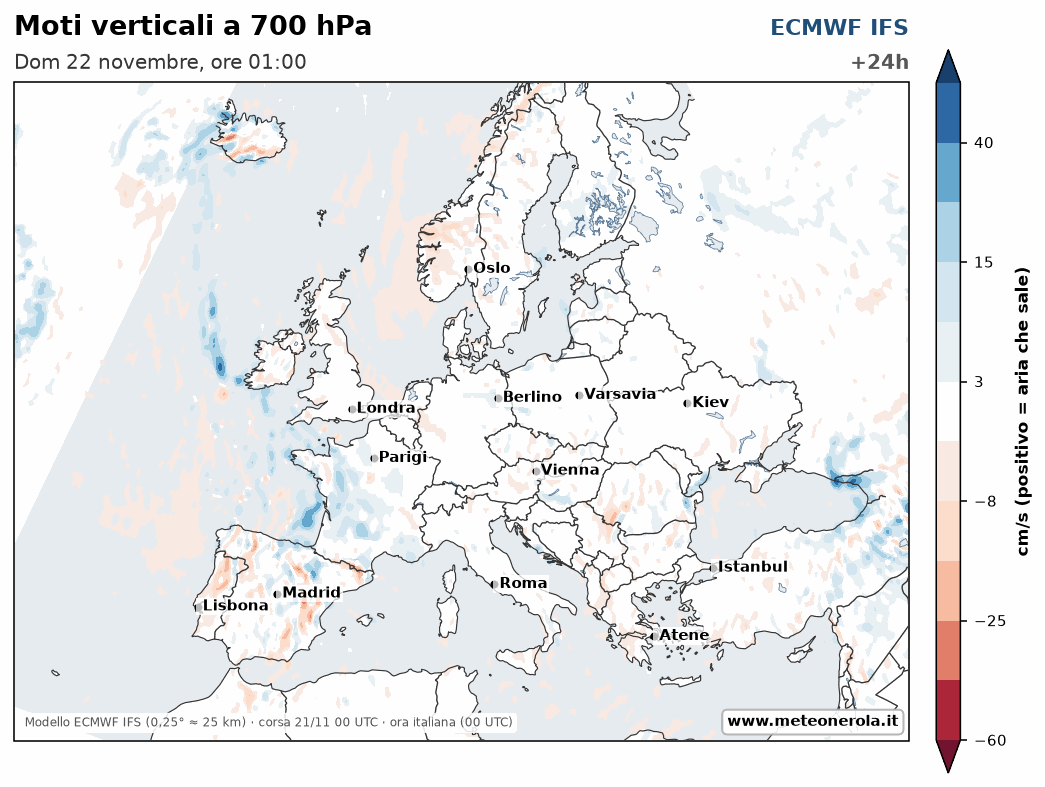 Moti verticali a 700 hPa
ECMWF IFS
Dom 22 novembre, ore 01:00
+24h
40
15
3
−8
−25
−60
cm/s (positivo = aria che sale)
Oslo
Londra
Berlino
Varsavia
Kiev
Parigi
Vienna
Istanbul
Roma
Madrid
Lisbona
Atene
Modello ECMWF IFS (0,25° ≈ 25 km) · corsa 21/11 00 UTC · ora italiana (00 UTC)
www.meteonerola.it